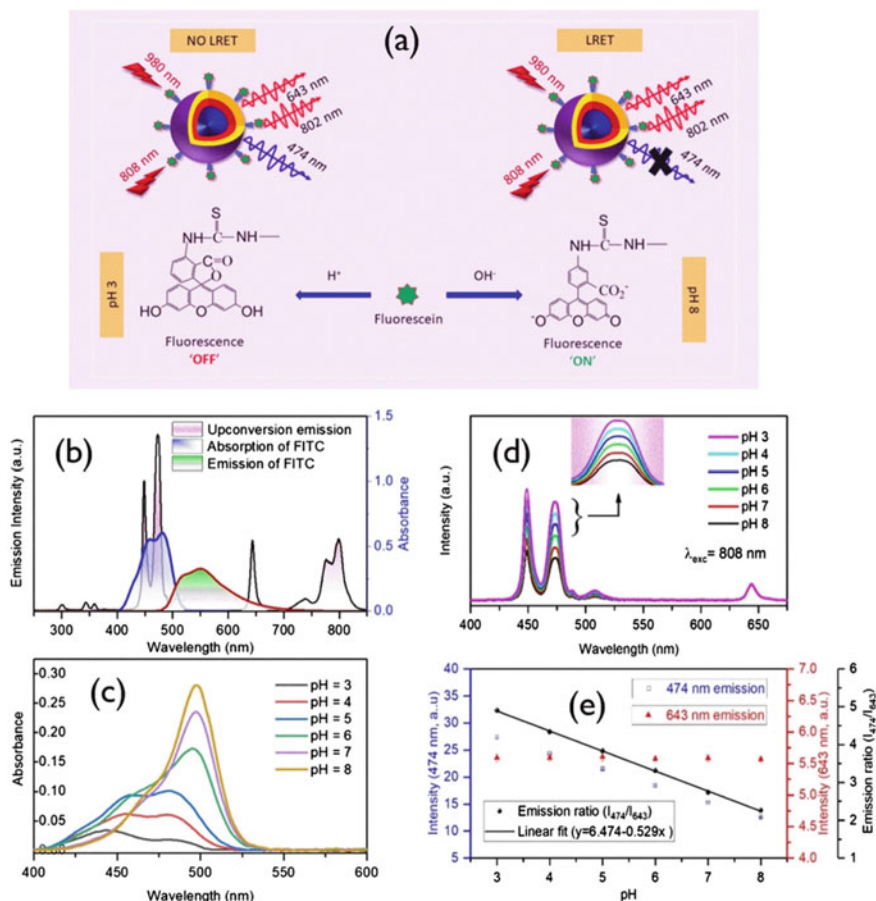 (a)
NO LRET
LRET
980 nm
643 nm
802 nm
474 nm
808 nm
980 nm
643 nm
802 nm
474 nm
808 nm
S
NH—C—NH—
C=O
O
HO
OH
pH 3
Fluorescence
'OFF'
H⁺
OH⁻
Fluorescein
S
NH—C—NH—
CO₂⁻
⁻O
O
O
pH 8
Fluorescence
'ON'
(b)
Upconversion emission
Absorption of FITC
Emission of FITC
Emission Intensity (a.u.)
Absorbance
1.5
1.0
0.5
0.0
300 400 500 600 700 800
Wavelength (nm)
(d)
pH 3
pH 4
pH 5
pH 6
pH 7
pH 8
λexc= 808 nm
Intensity (a.u.)
400 450 500 550 600 650
Wavelength (nm)
(c)
pH = 3
pH = 4
pH = 5
pH = 6
pH = 7
pH = 8
Absorbance
0.30
0.25
0.20
0.15
0.10
0.05
400 450 500 550 600
Wavelength (nm)
(e)
474 nm emission
643 nm emission
Emission ratio (I474/I643)
Linear fit (y=6.474-0.529x )
Intensity (474 nm, a..u)
40
35
30
25
20
15
10
5
3 4 5 6 7 8
pH
7.0
6.5
6.0
5.5
5.0
4.5
4.0
Intensity (643 nm, a.u.)
6
5
4
3
2
1
Emission ratio (I474/I643)